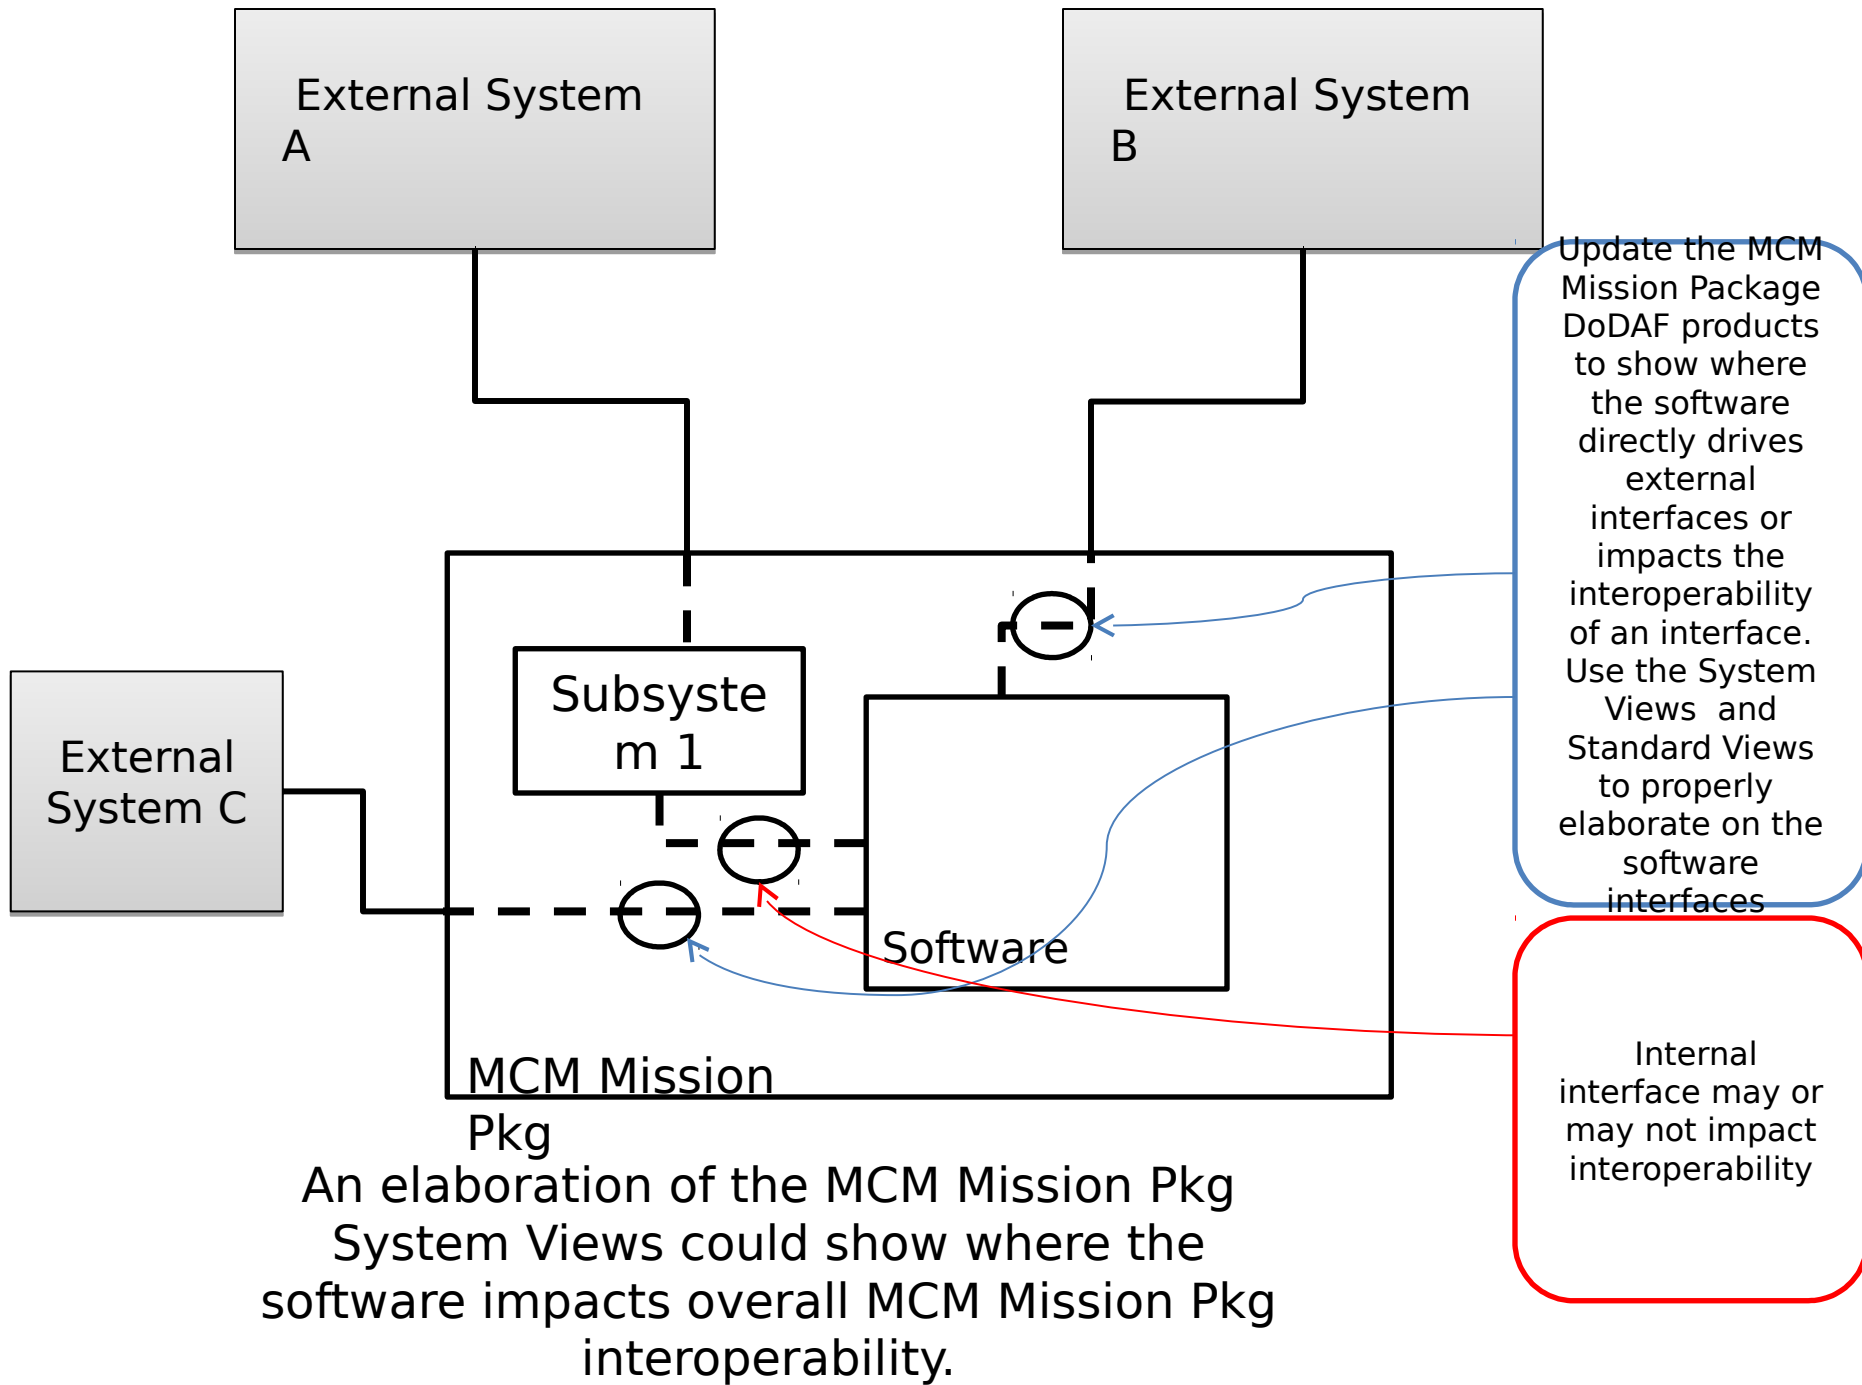 External System
A
External System
B
Update the MCM
Mission Package
DoDAF products
to show where
the software
directly drives
external
interfaces or
impacts the
interoperability
of an interface.
Use the System
Views  and
Standard Views
to properly
elaborate on the
software
interfaces
Subsyste
m 1
External
System C
Software
MCM Mission
Pkg
Internal
interface may or
may not impact
interoperability
An elaboration of the MCM Mission Pkg
System Views could show where the
software impacts overall MCM Mission Pkg
interoperability.